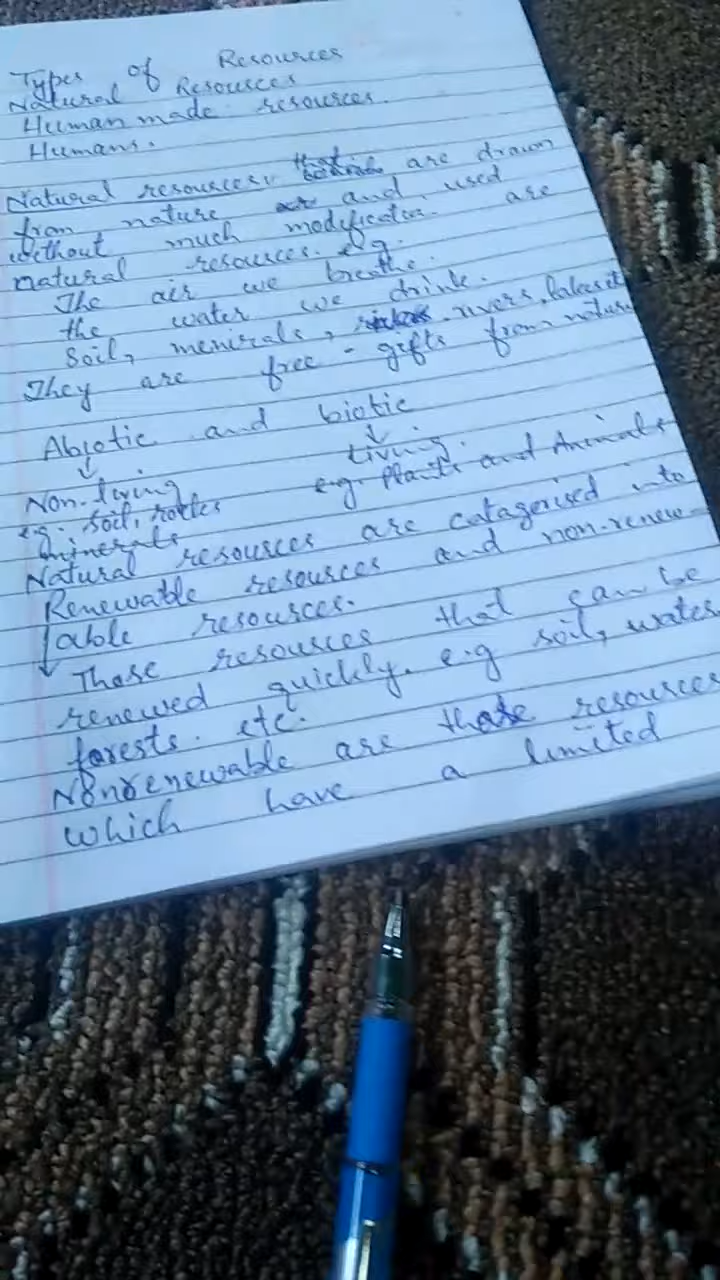 Types of Resources
Natural Resources
Human made resources.
Humans.
Natural resources. that are drawn
from nature and used
without much modification. are
natural resources. e.g.
The air we breathe.
the water we drink.
Soil, menirals, rivers, lakes etc
They are free - gifts from nature
Abiotic and biotic
↓ ↓
Non-living Living.
e.g. soil, rocks e.g. Plants and Animals
minerals
Natural resources are catagerised into
Renewable resources and non-renew-
able resources.
Those resources that can be
renewed quickly. e.g soil, water
forests. etc.
Nonrenewable are those resources
which have a limited